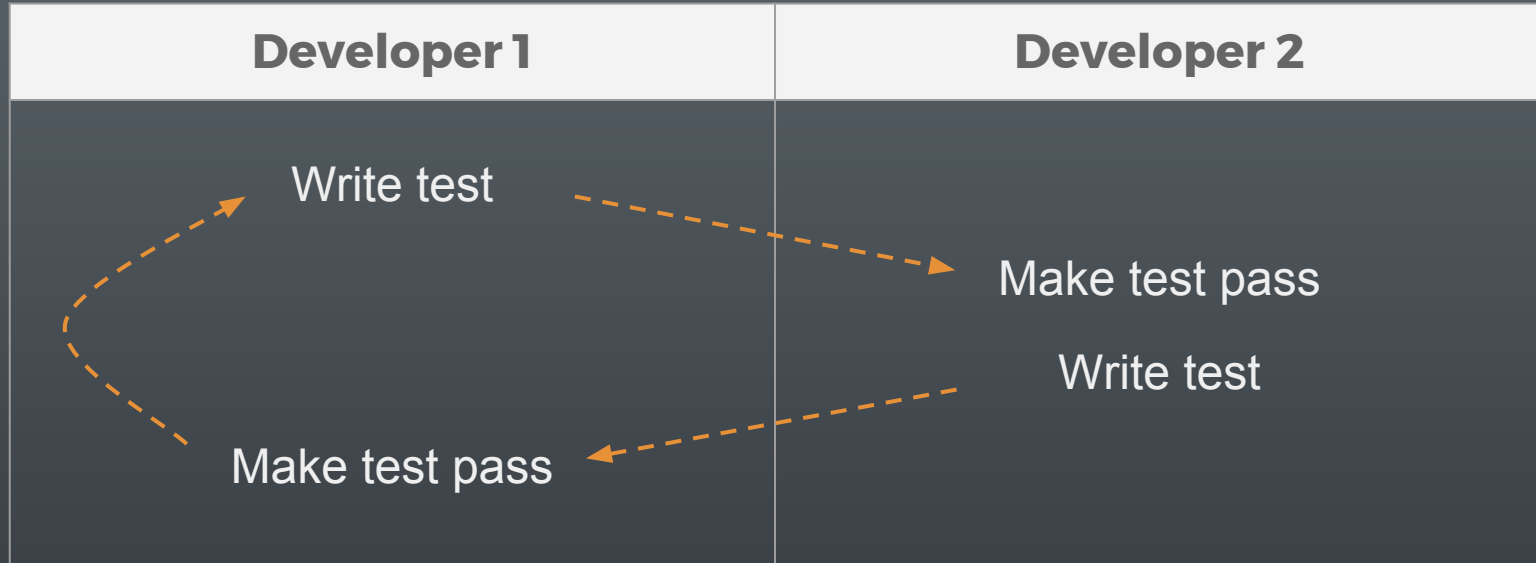 Developer 1
Developer 2
Write test
Make test pass
Write test
Make test pass